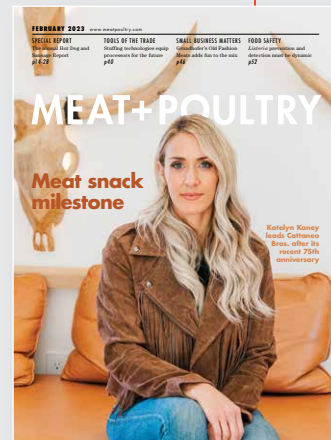 FEBRUARY 2023 www.meatpoultry.com
SPECIAL REPORT
The annual Hot Dog and
Sausage Report
p14-28
TOOLS OF THE TRADE
Stuffing technologies equip
processors for the future
p40
SMALL BUSINESS MATTERS
Grandhofer's Old Fashion
Meats adds fun to the mix
p46
FOOD SAFETY
Listeria prevention and
detection must be dynamic
p52
MEAT+POULTRY
Meat snack
milestone
Katelyn Kaney
leads Cattaneo
Bros. after its
recent 75th
anniversary